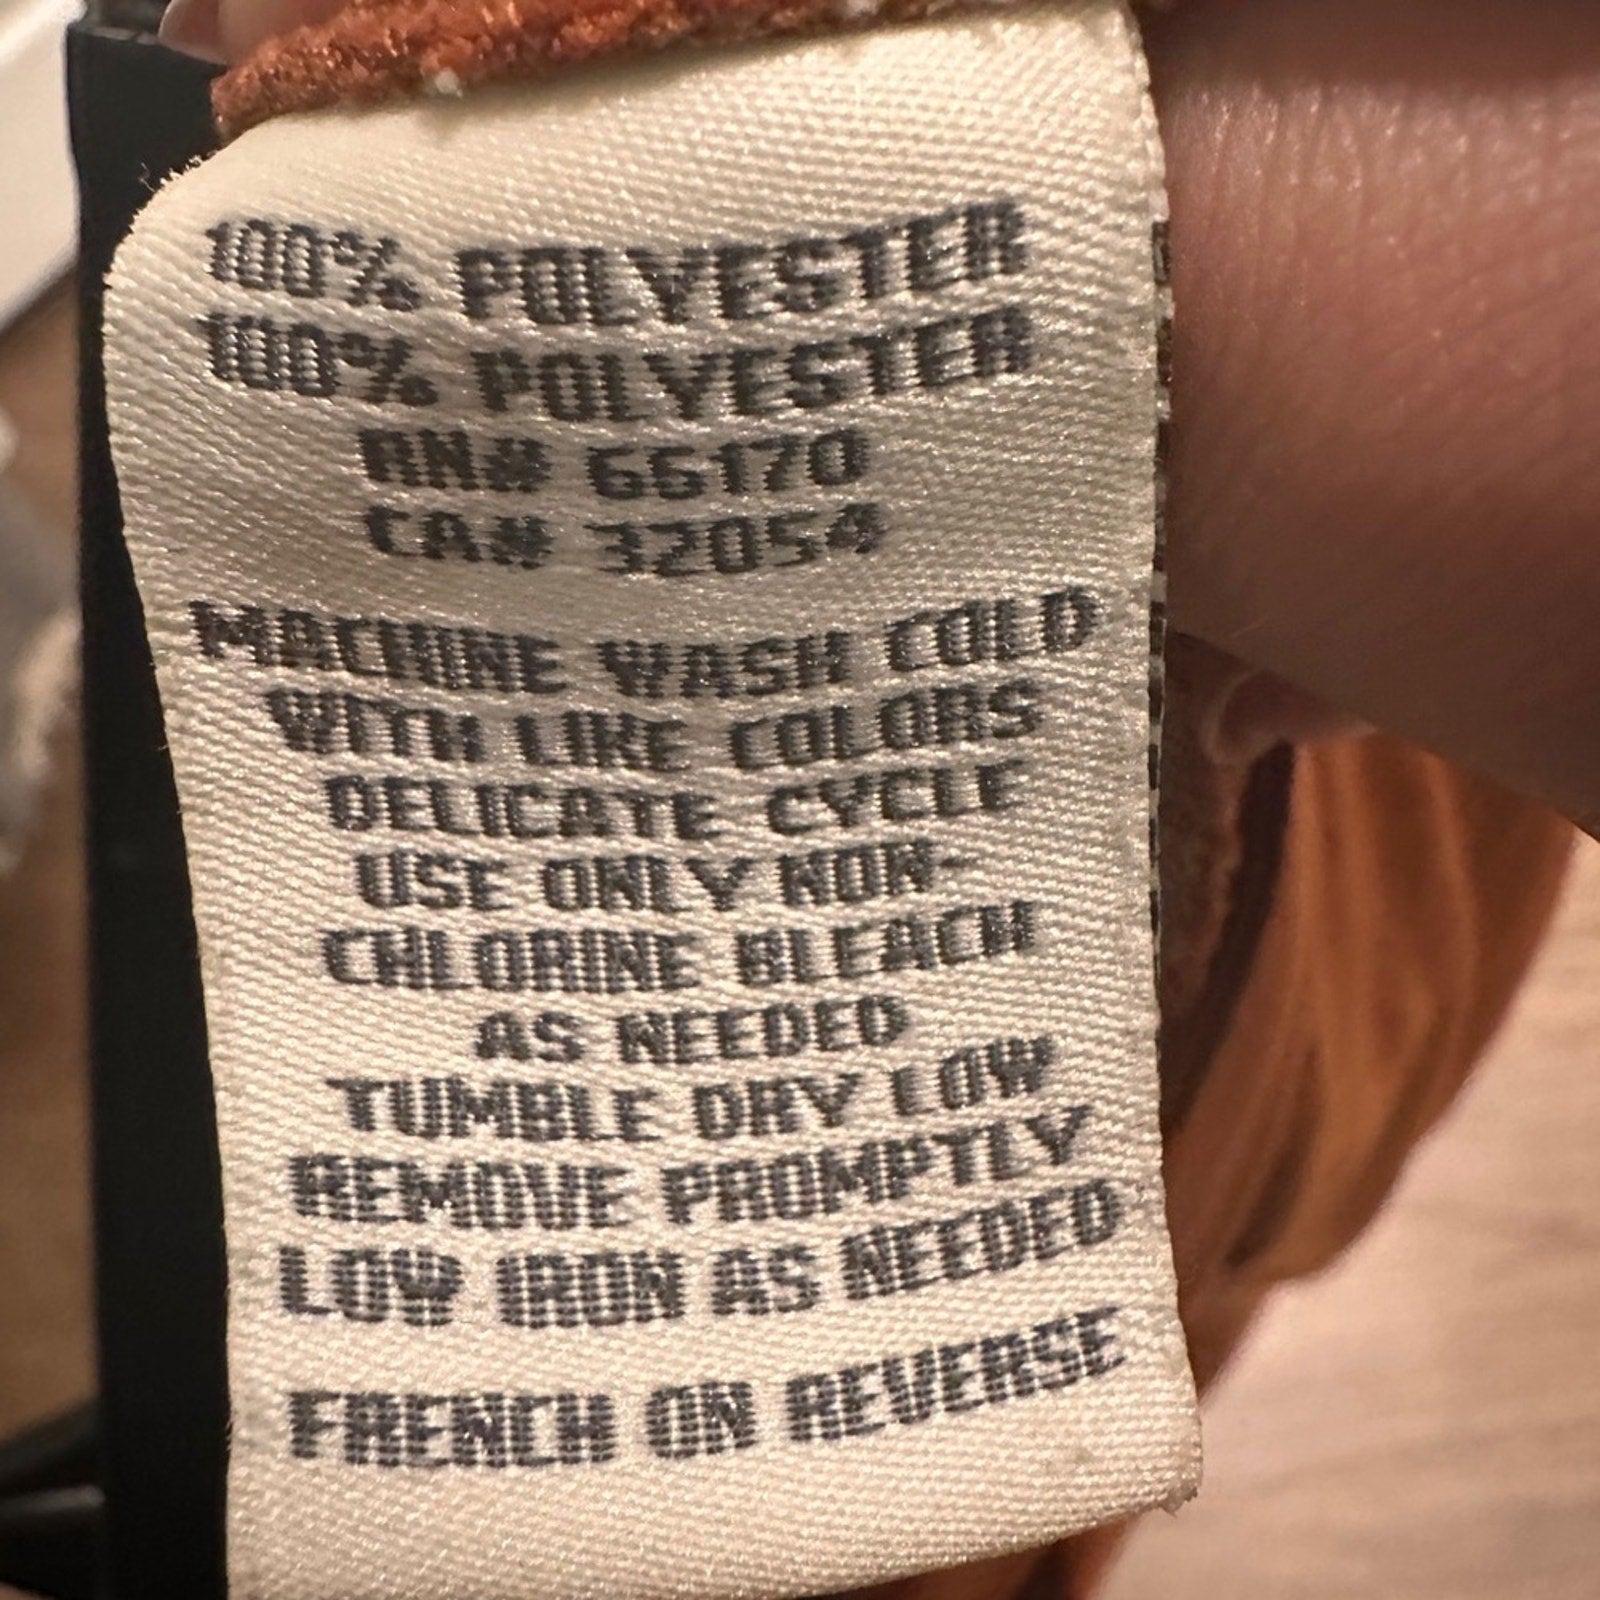 100% POLYESTER
100% POLYESTER
RN# 66170
CA# 32054
MACHINE WASH COLD
WITH LIKE COLORS
DELICATE CYCLE
USE ONLY NON-
CHLORINE BLEACH
AS NEEDED
TUMBLE DRY LOW
REMOVE PROMPTLY
LOW IRON AS NEEDED
FRENCH ON REVERSE